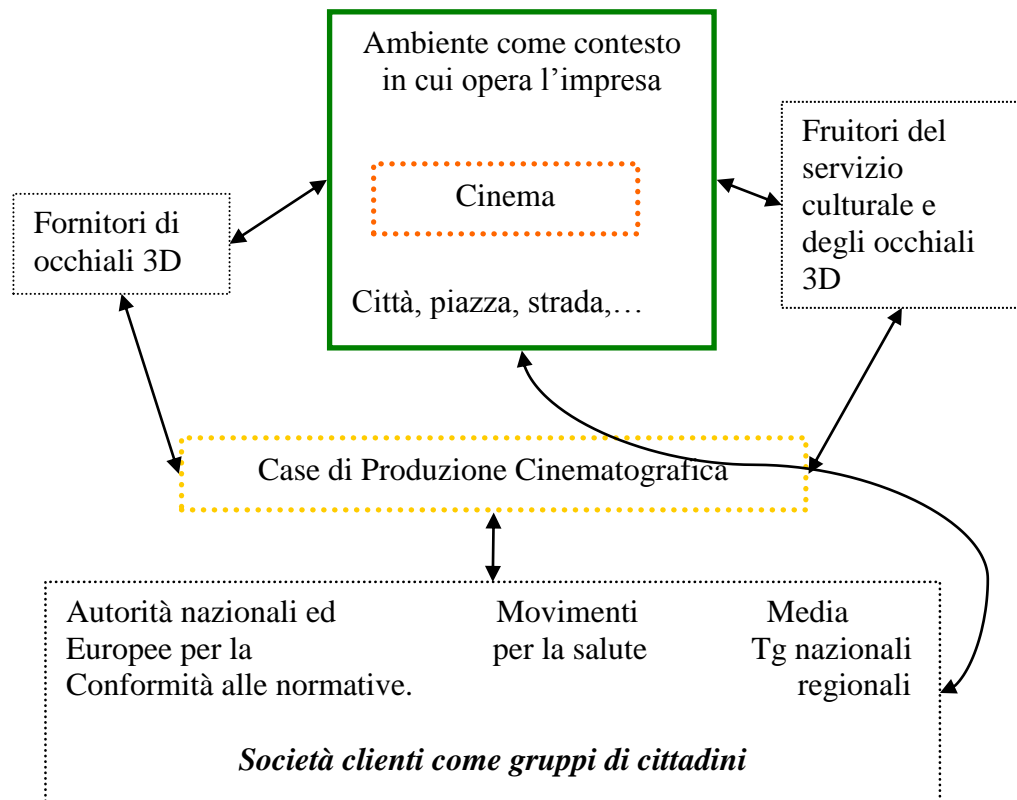 Ambiente come contesto
in cui opera l’impresa
Cinema
Città, piazza, strada,…
Fornitori di
occhiali 3D
Fruitori del
servizio
culturale e
degli occhiali
3D
Case di Produzione Cinematografica
Autorità nazionali ed
Europee per la
Conformità alle normative.
Movimenti
per la salute
Media
Tg nazionali
regionali
Società clienti come gruppi di cittadini